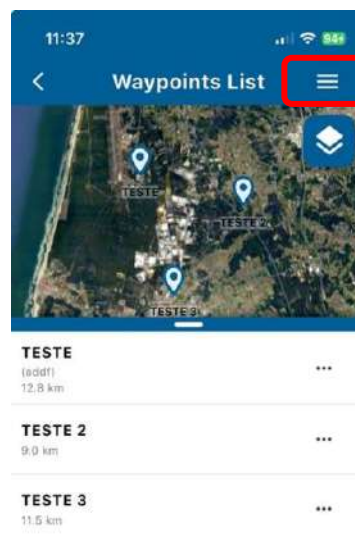 11:37
94+
Waypoints List
TESTE
TESTE 2
TESTE 3
TESTE
(addf)
12.8 km
TESTE 2
9.0 km
TESTE 3
11.5 km